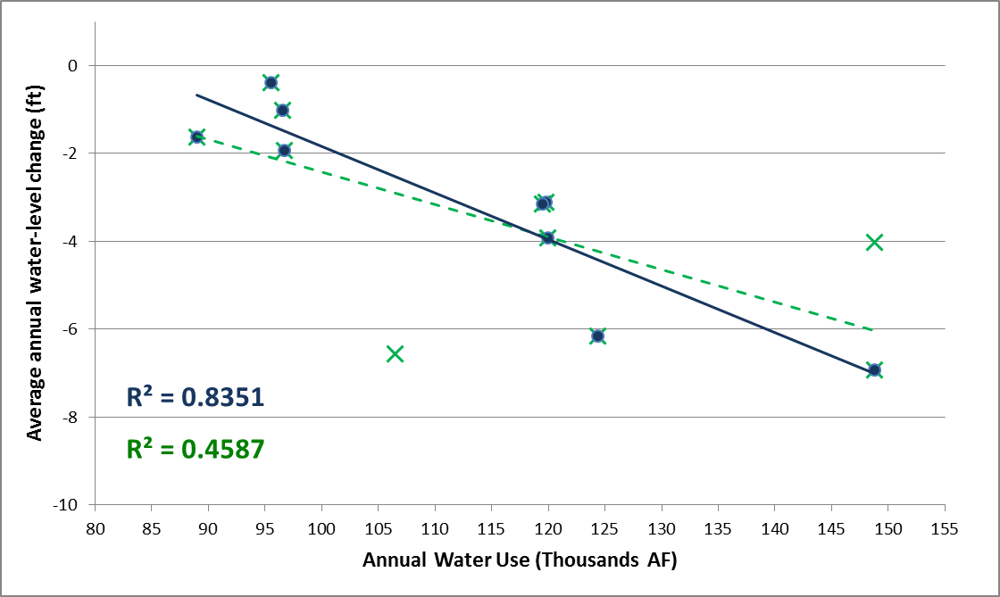 Average annual water-level change (ft)
0
-2
-4
-6
-8
-10
R² = 0.8351
R² = 0.4587
80 85 90 95 100 105 110 115 120 125 130 135 140 145 150 155
Annual Water Use (Thousands AF)